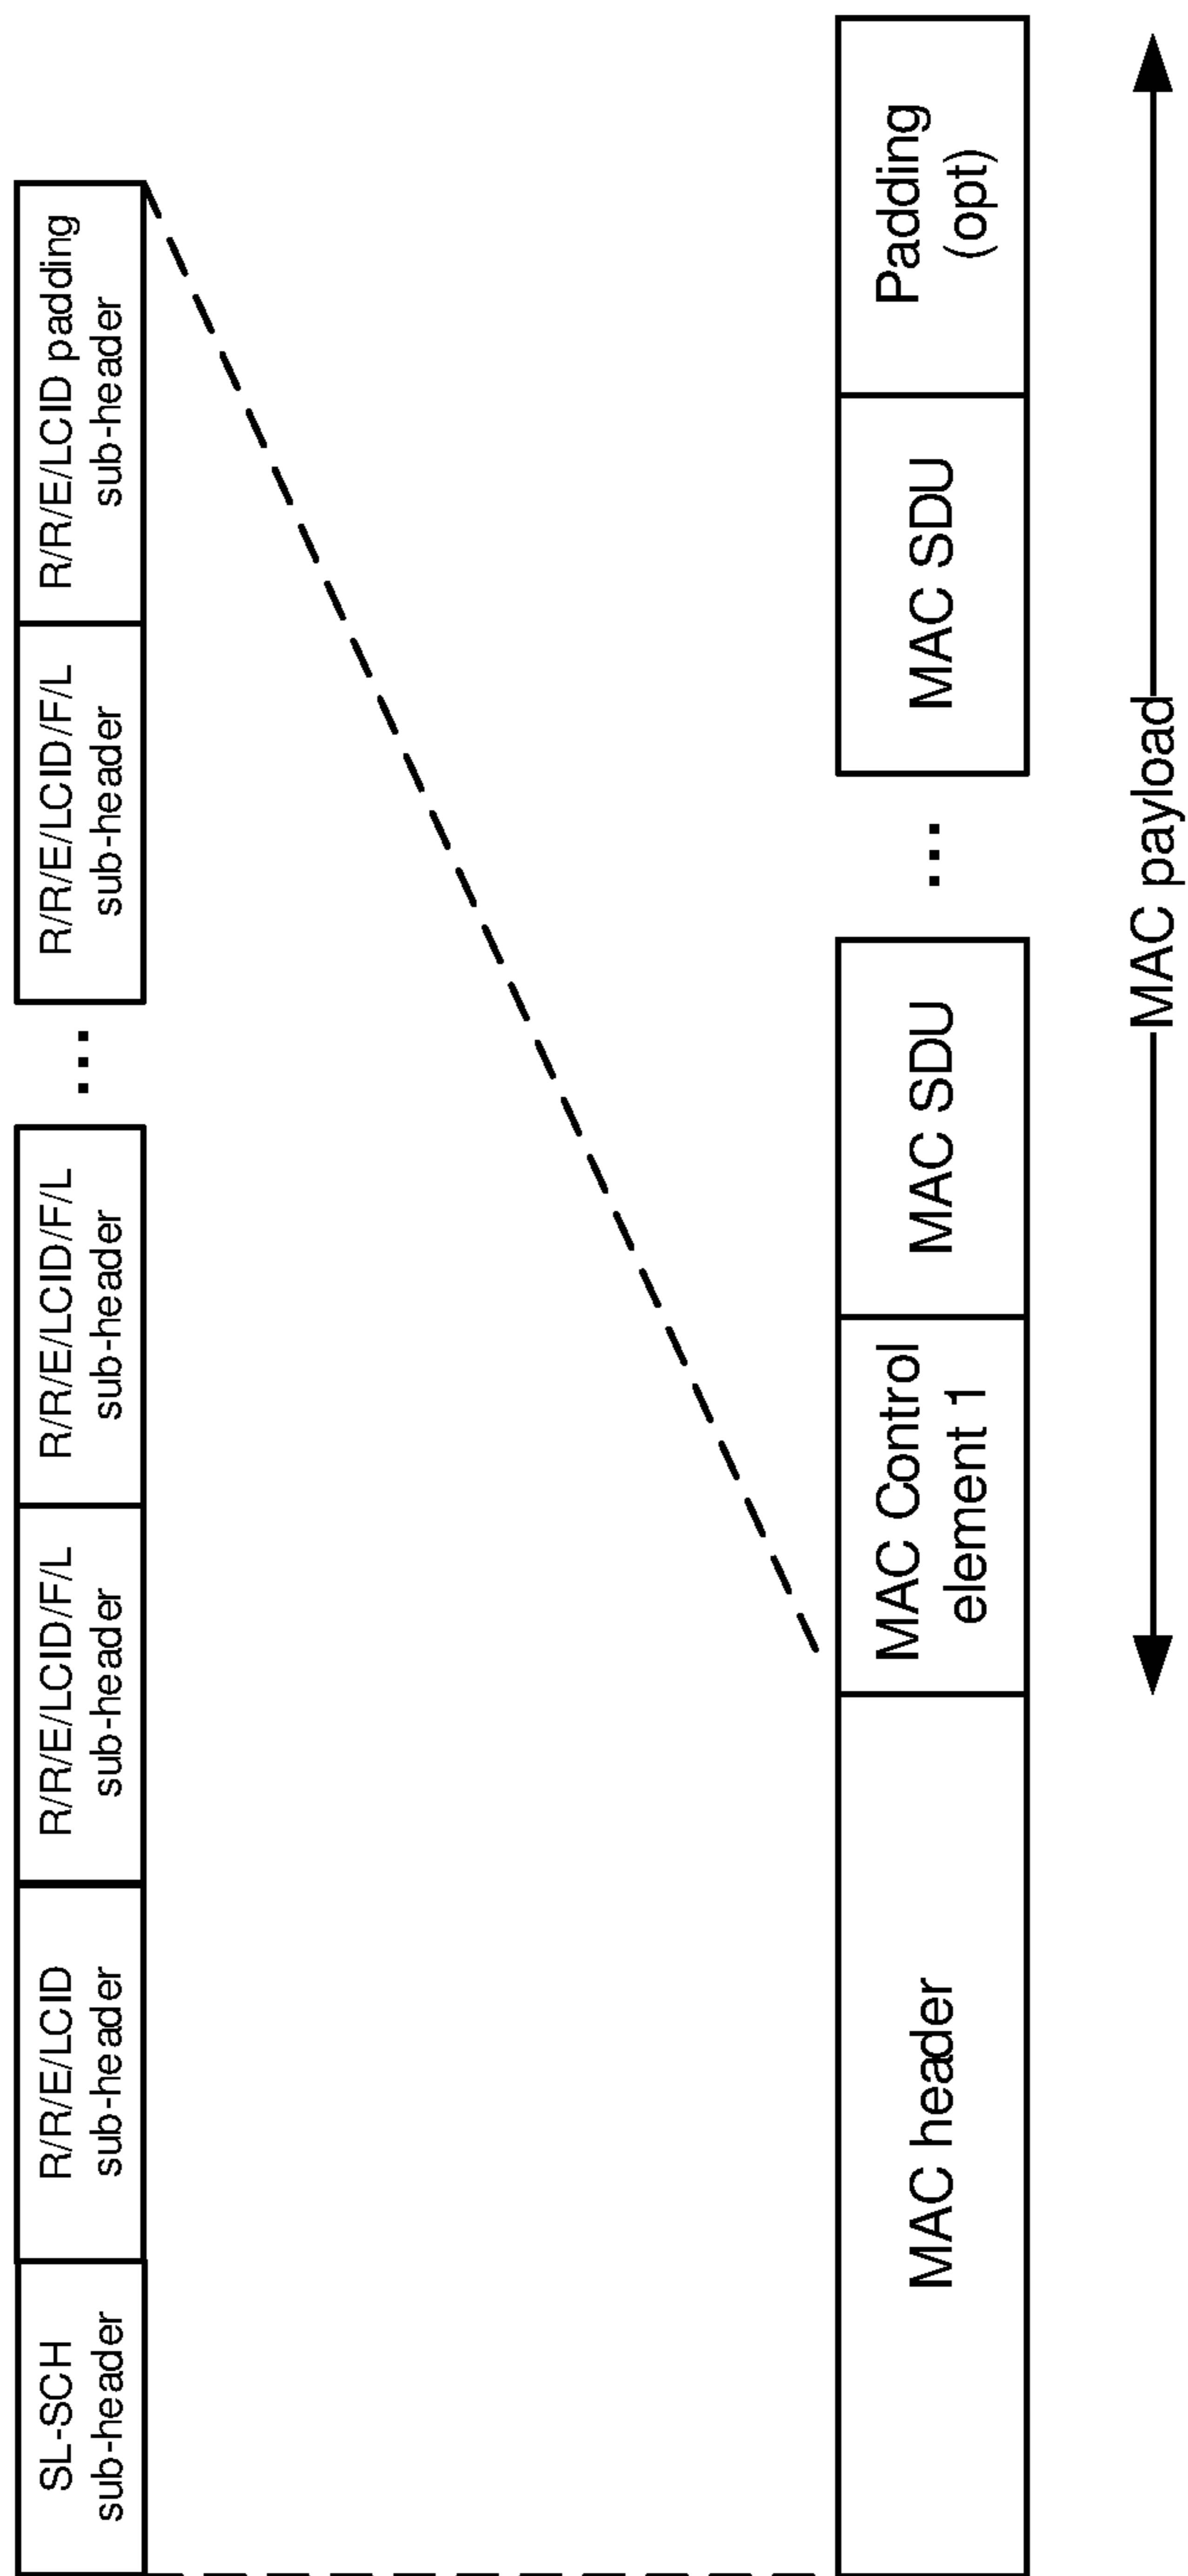 SL-SCH
sub-header
R/R/E/LCID
sub-header
R/R/E/LCID/F/L
sub-header
R/R/E/LCID/F/L
sub-header
...
R/R/E/LCID/F/L
sub-header
R/R/E/LCID padding
sub-header
MAC header
MAC Control
element 1
MAC SDU
...
MAC SDU
Padding
(opt)
MAC payload